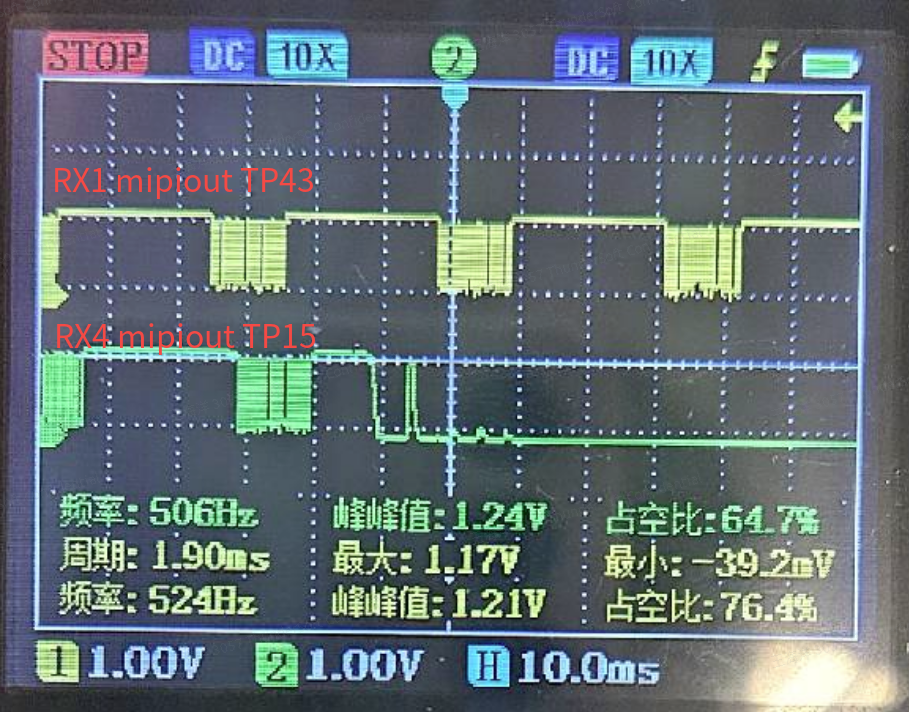 STOP DC 10X 2 DC 10X
RX1 mipiout TP43
RX4 mipiout TP15
频率: 506Hz 峰峰值: 1.24V 占空比: 64.7%
周期: 1.90ms 最大: 1.17V 最小: -39.2mV
频率: 524Hz 峰峰值: 1.21V 占空比: 76.4%
1 1.00V 2 1.00V H 10.0ms